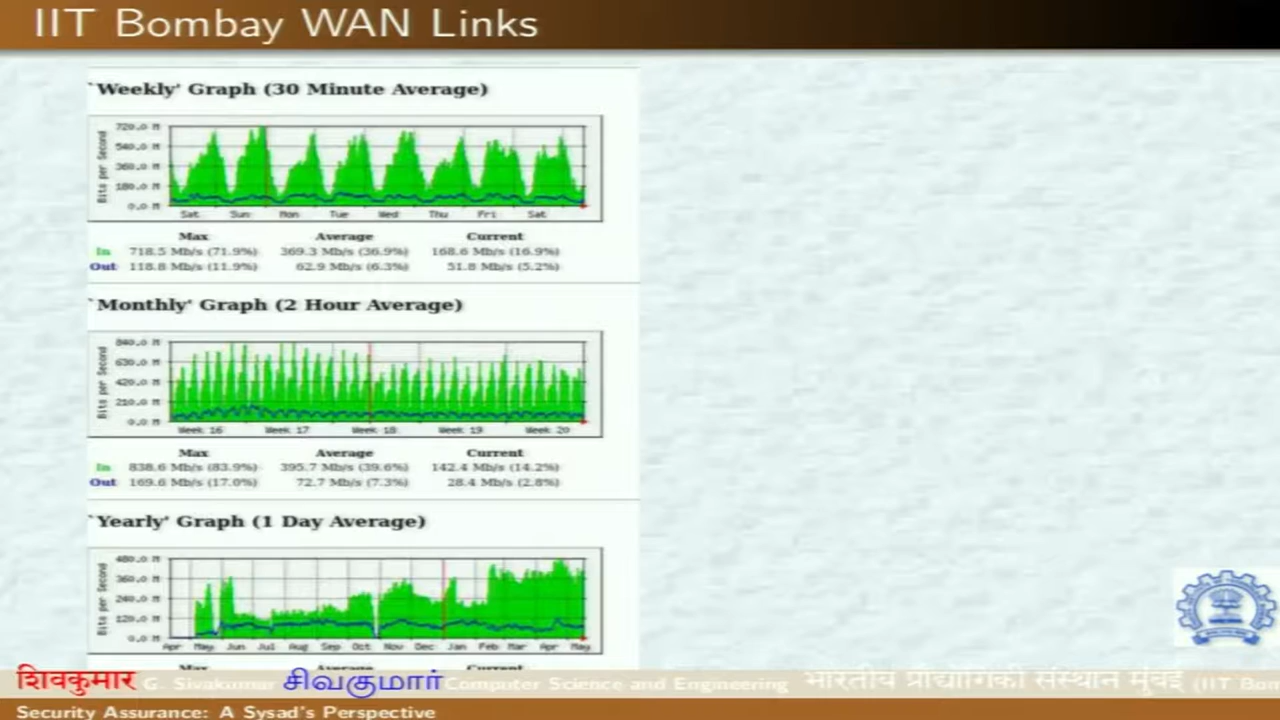 IIT Bombay WAN Links
`Weekly' Graph (30 Minute Average)
Bits per Second
720.0 M
540.0 M
360.0 M
180.0 M
0.0 M
Sat Sun Mon Tue Wed Thu Fri Sat
Max Average Current
In 718.5 Mb/s (71.9%) 369.3 Mb/s (36.9%) 168.6 Mb/s (16.9%)
Out 118.8 Mb/s (11.9%) 62.9 Mb/s (6.3%) 51.8 Mb/s (5.2%)
`Monthly' Graph (2 Hour Average)
Bits per Second
840.0 M
630.0 M
420.0 M
210.0 M
0.0 M
Week 16 Week 17 Week 18 Week 19 Week 20
Max Average Current
In 838.6 Mb/s (83.9%) 395.7 Mb/s (39.6%) 142.4 Mb/s (14.2%)
Out 169.6 Mb/s (17.0%) 72.7 Mb/s (7.3%) 28.4 Mb/s (2.8%)
`Yearly' Graph (1 Day Average)
Bits per Second
480.0 M
360.0 M
240.0 M
120.0 M
0.0 M
Apr May Jun Jul Aug Sep Oct Nov Dec Jan Feb Mar Apr May
Max Average Current
शिवकुमार G. Sivakumar சிவகுமார் Computer Science and Engineering भारतीय प्रौद्योगिकी संस्थान मुंबई (IIT Bom
Security Assurance: A Sysad's Perspective